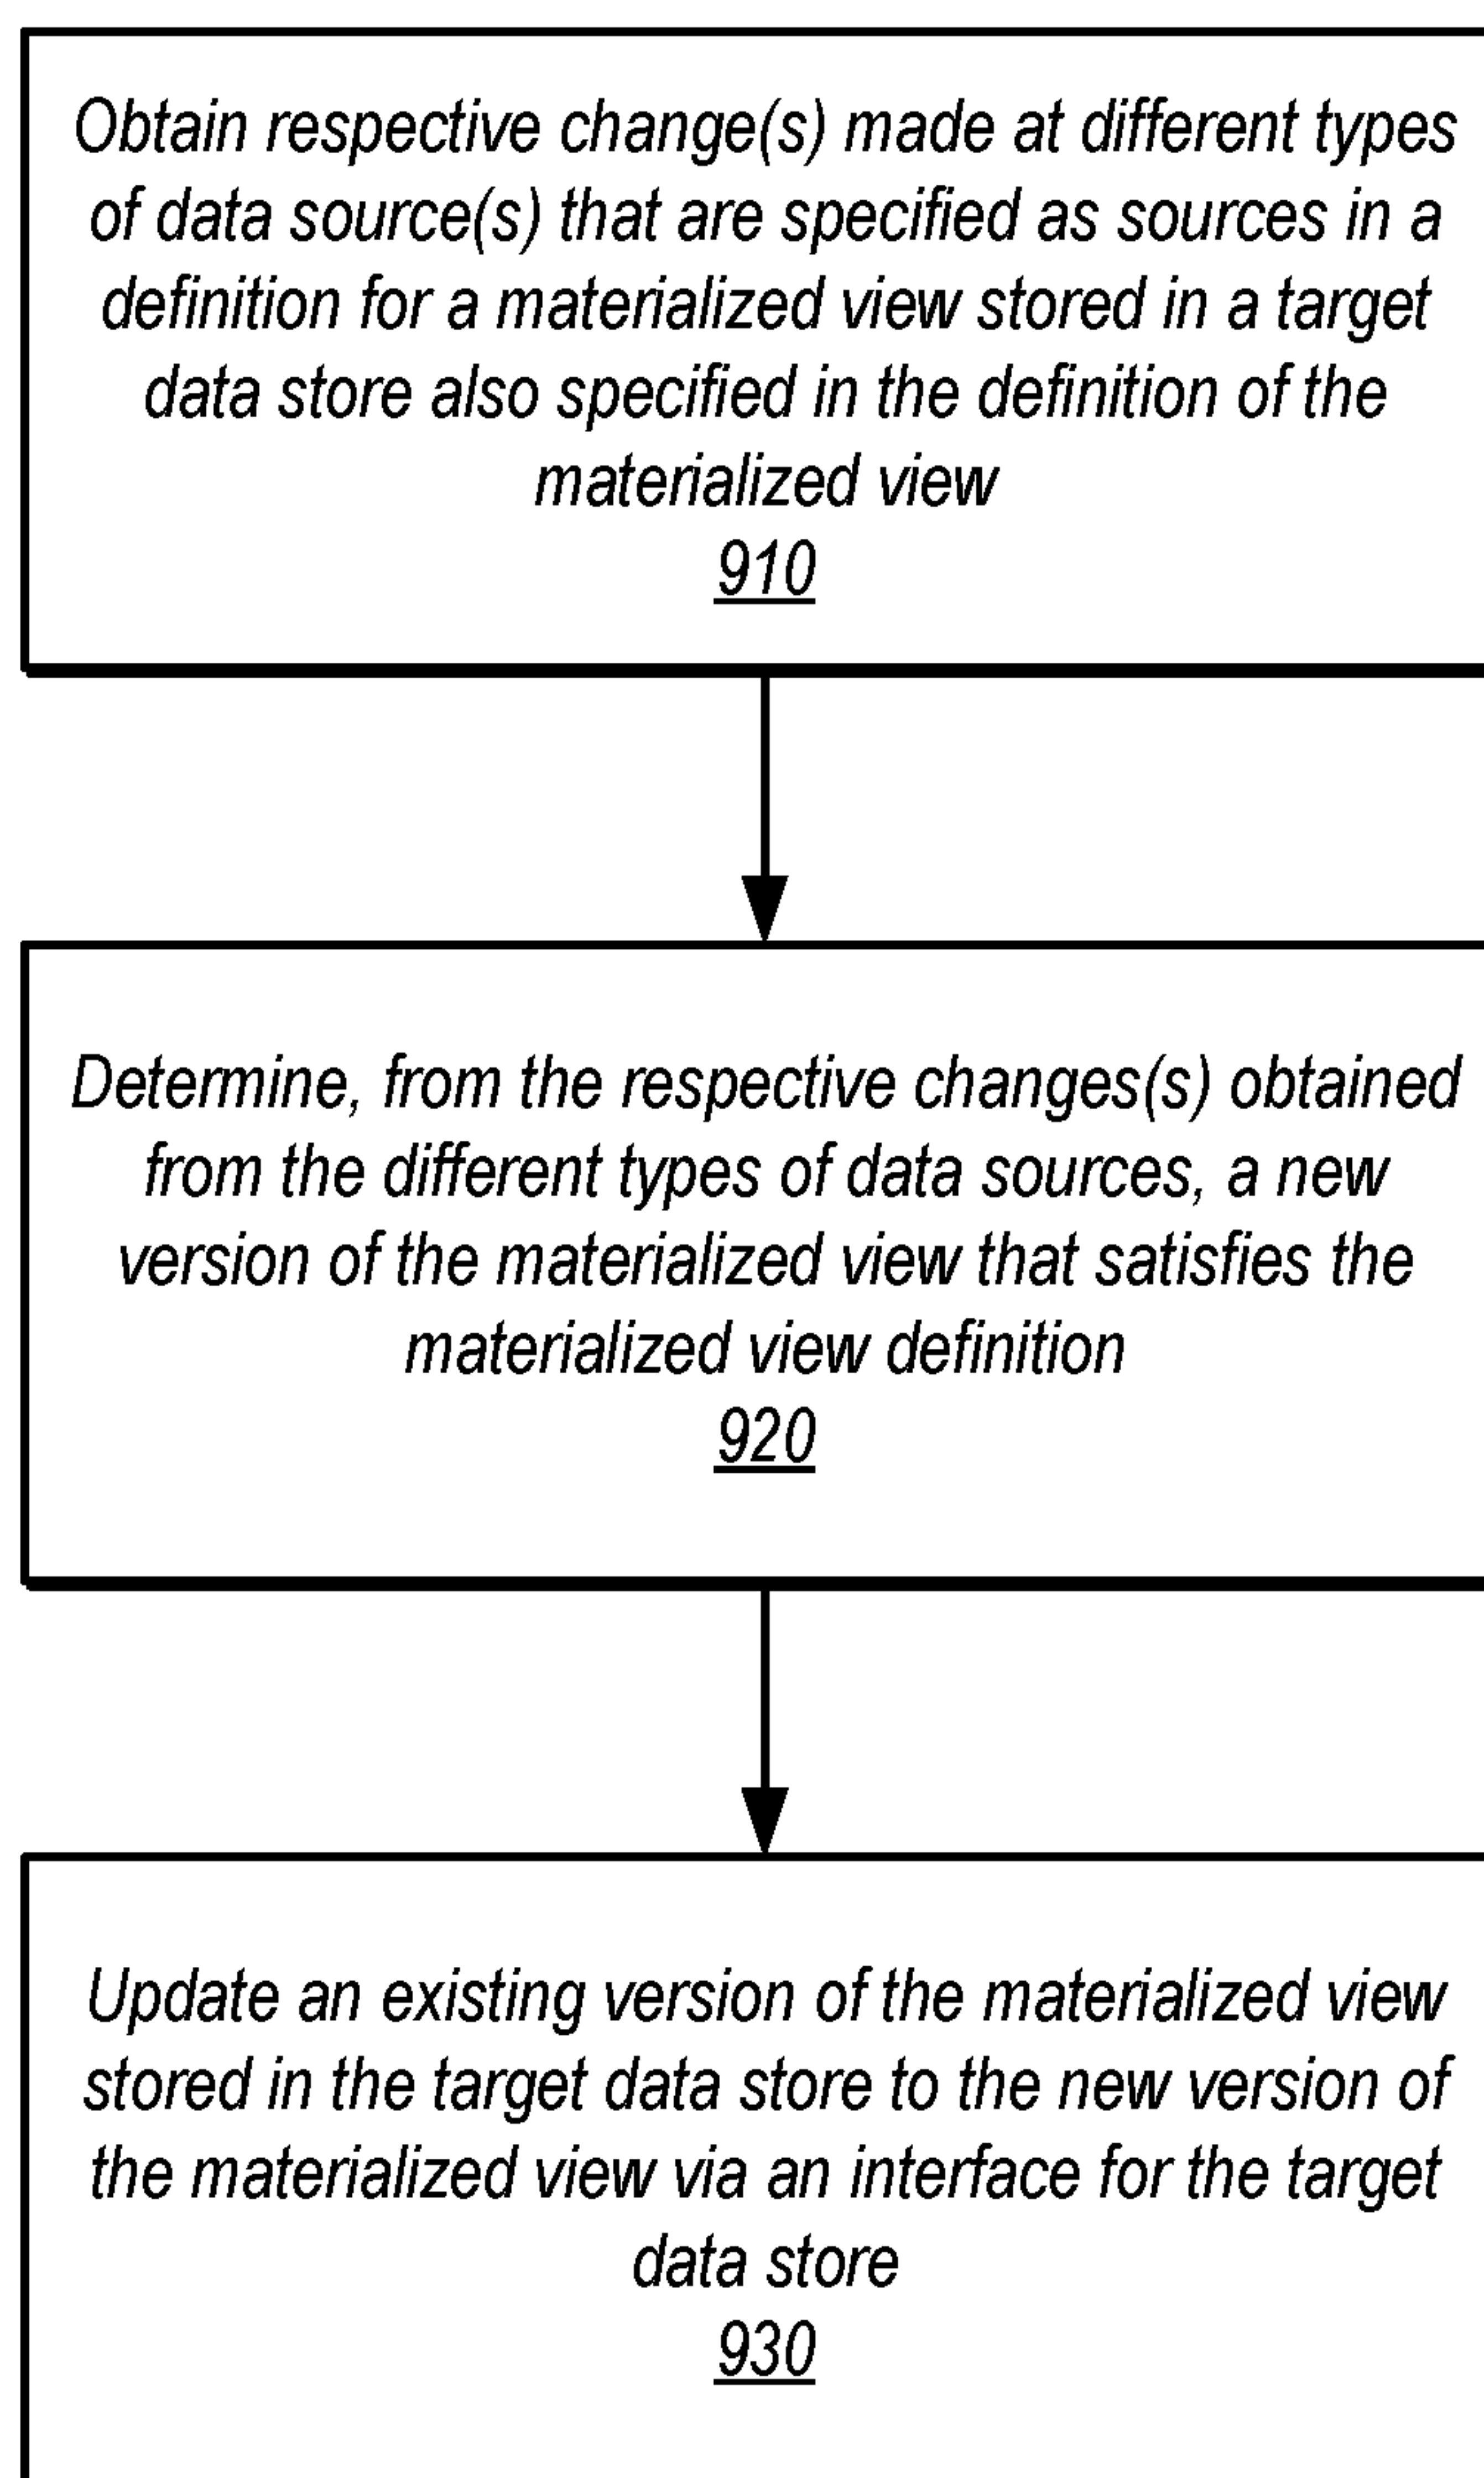 Obtain respective change(s) made at different types
of data source(s) that are specified as sources in a
definition for a materialized view stored in a target
data store also specified in the definition of the
materialized view
910
Determine, from the respective changes(s) obtained
from the different types of data sources, a new
version of the materialized view that satisfies the
materialized view definition
920
Update an existing version of the materialized view
stored in the target data store to the new version of
the materialized view via an interface for the target
data store
930